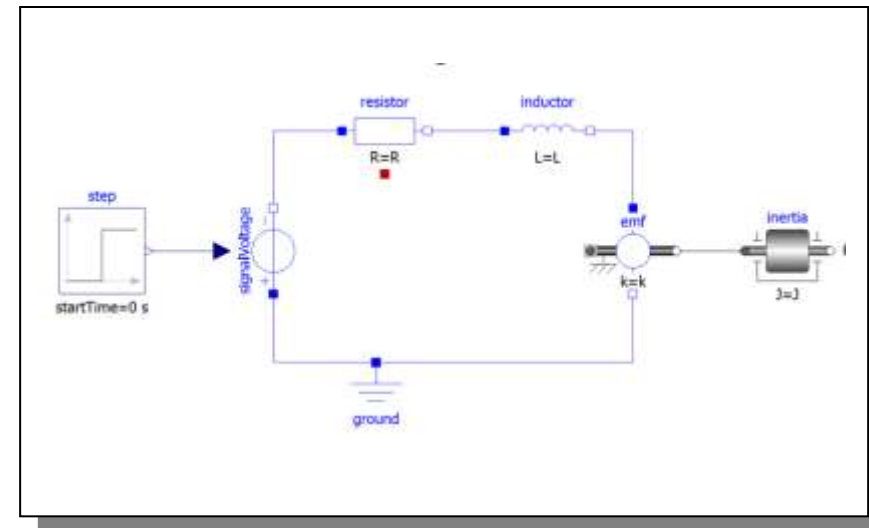 resistor
inductor
R=R
L=L
step
signalVoltage
-
+
emf
inertia
k=k
J=J
startTime=0 s
ground